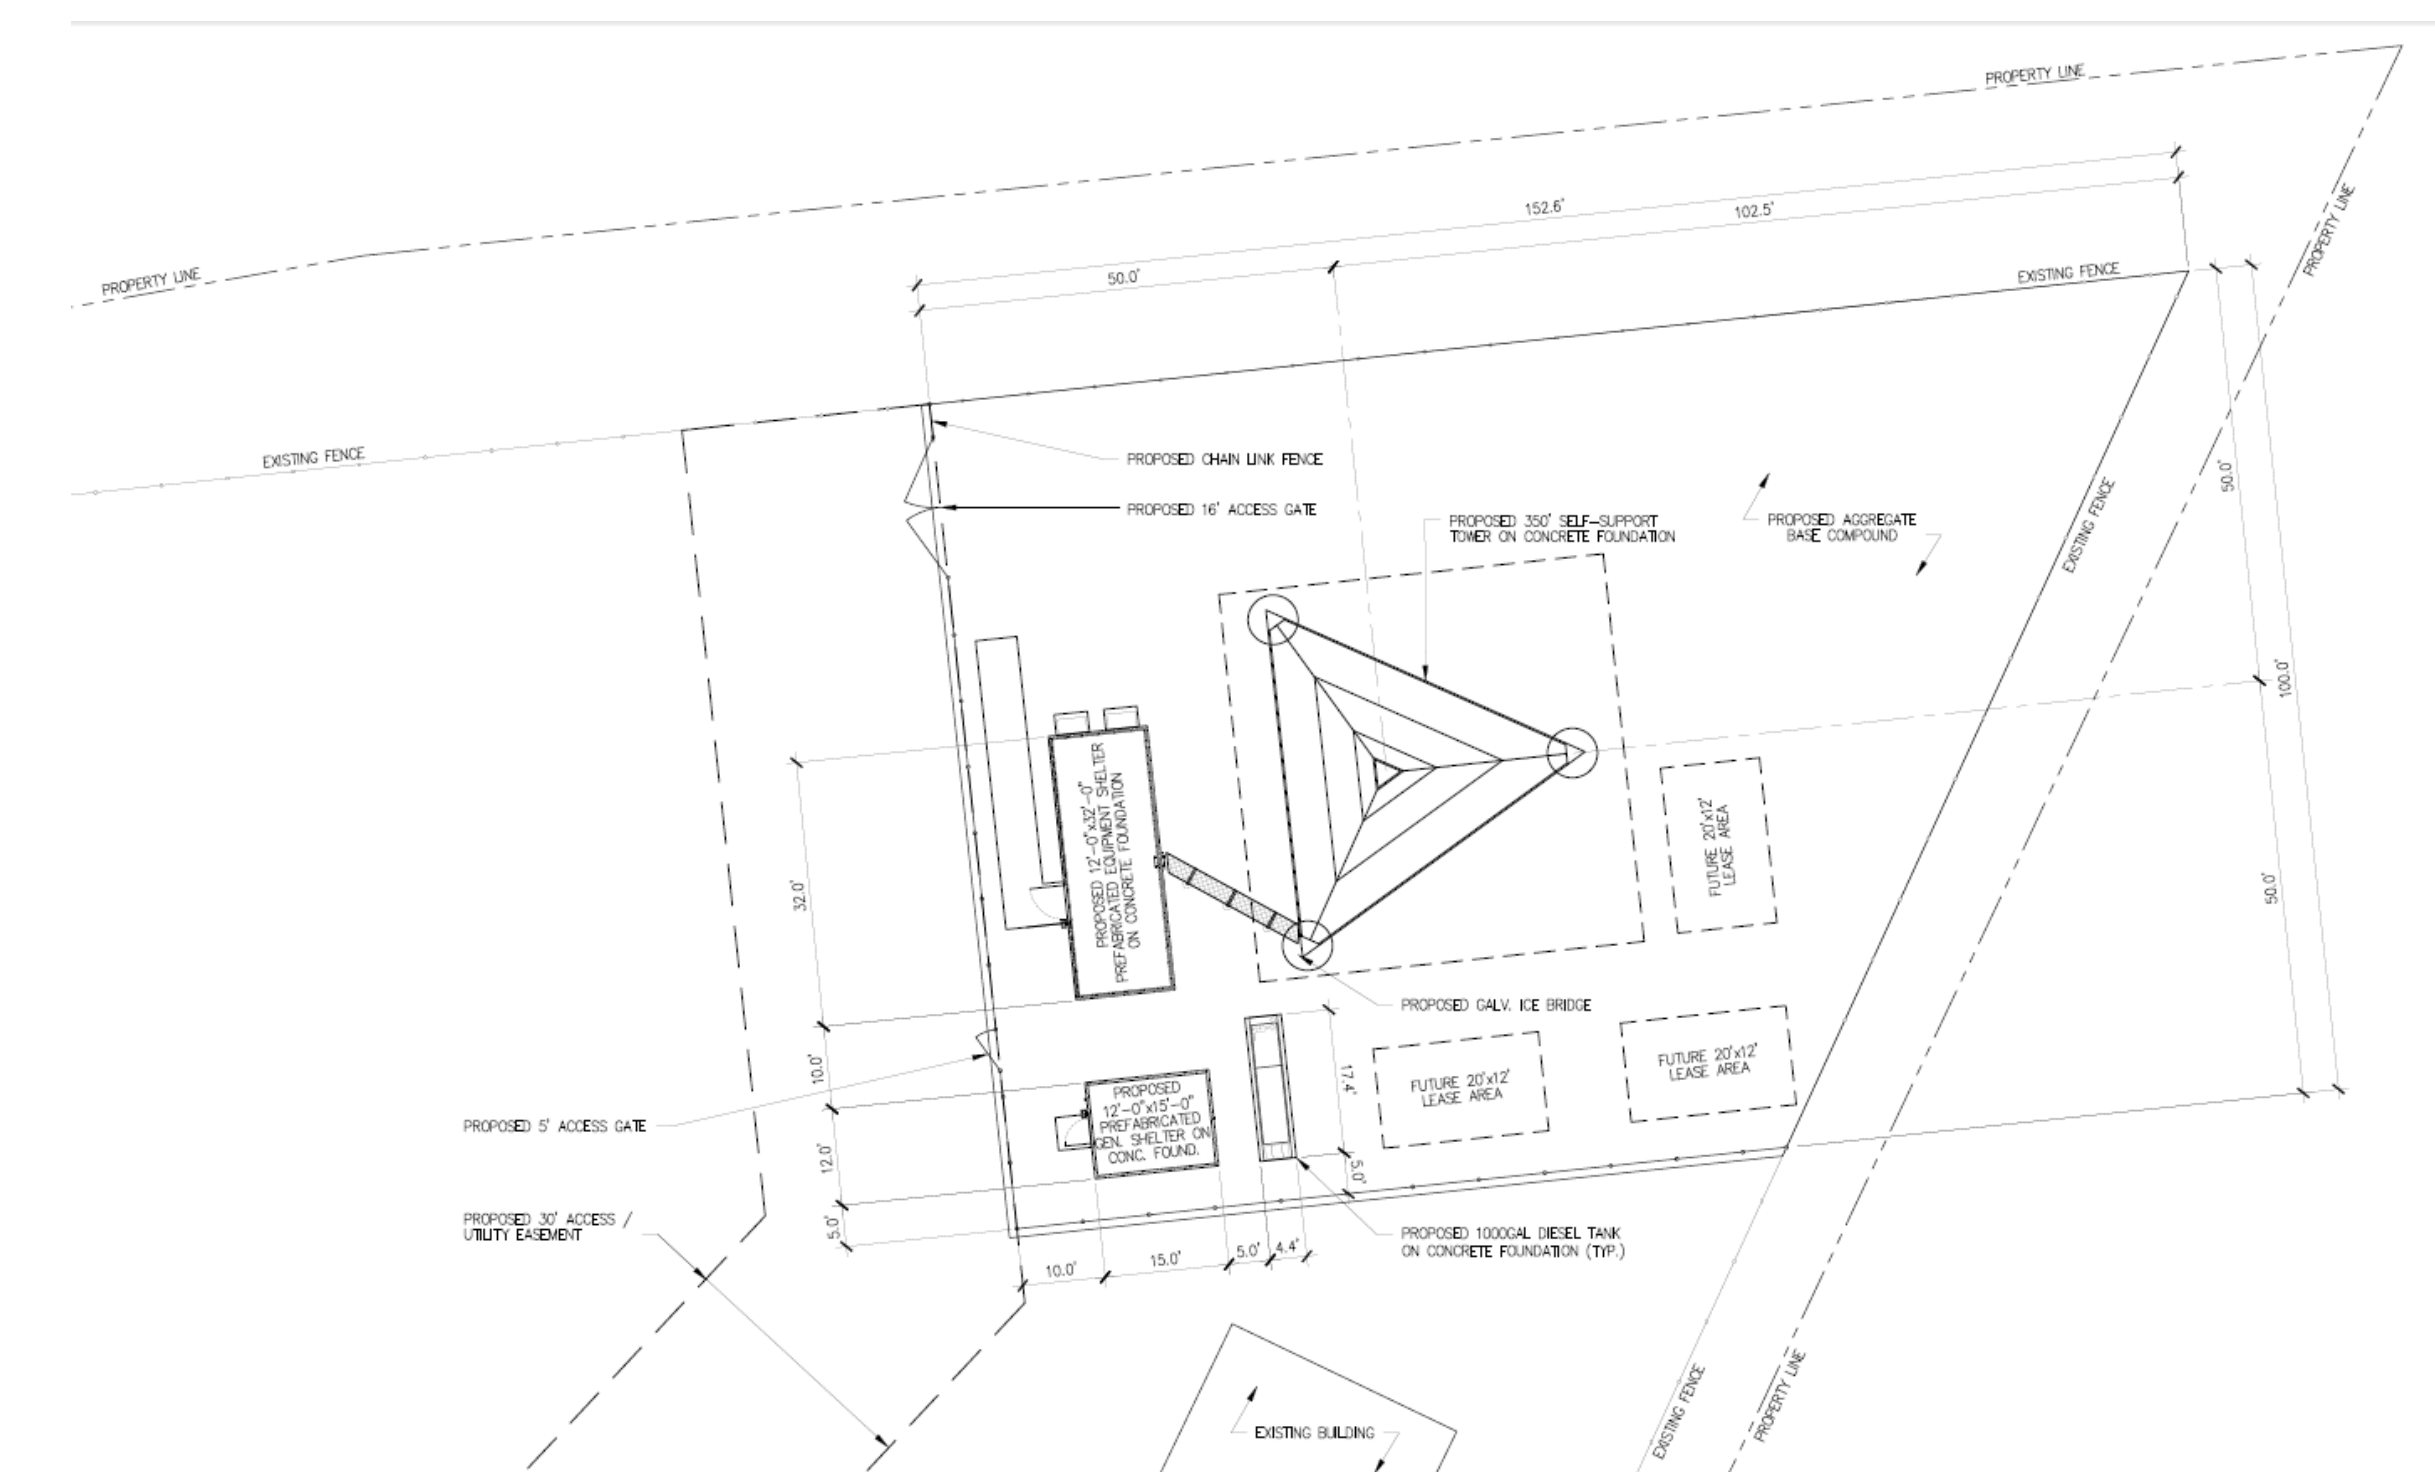 PROPERTY LINE
PROPERTY LINE
PROPERTY LINE
152.6'
102.5'
50.0'
EXISTING FENCE
EXISTING FENCE
PROPOSED CHAIN LINK FENCE
PROPOSED 16' ACCESS GATE
PROPOSED 350' SELF-SUPPORT
TOWER ON CONCRETE FOUNDATION
PROPOSED AGGREGATE
BASE COMPOUND
EXISTING FENCE
50.0'
100.0'
50.0'
PROPOSED 12'-0"x32'-0"
PREFABRICATED EQUIPMENT SHELTER
ON CONCRETE FOUNDATION
FUTURE 20'x12'
LEASE AREA
32.0'
PROPOSED GALV. ICE BRIDGE
10.0'
17.4'
FUTURE 20'x12'
LEASE AREA
FUTURE 20'x12'
LEASE AREA
PROPOSED 5' ACCESS GATE
PROPOSED
12'-0"x15'-0"
PREFABRICATED
GEN. SHELTER ON
CONC. FOUND.
12.0'
5.0'
PROPOSED 30' ACCESS /
UTILITY EASEMENT
5.0'
10.0'
15.0'
5.0'
4.4'
PROPOSED 1000GAL DIESEL TANK
ON CONCRETE FOUNDATION (TYP.)
EXISTING BUILDING
EXISTING FENCE
PROPERTY LINE